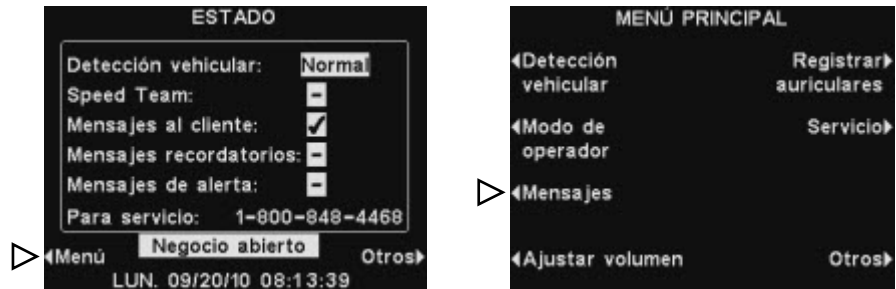 ESTADO
Detección vehicular: Normal
Speed Team: -
Mensajes al cliente: ✓
Mensajes recordatorios: -
Mensajes de alerta: -
Para servicio: 1-800-848-4468
Negocio abierto
Menú
Otros
LUN. 09/20/10 08:13:39
MENÚ PRINCIPAL
Detección
vehicular
Registrar
auriculares
Modo de
operador
Servicio
Mensajes
Ajustar volumen
Otros